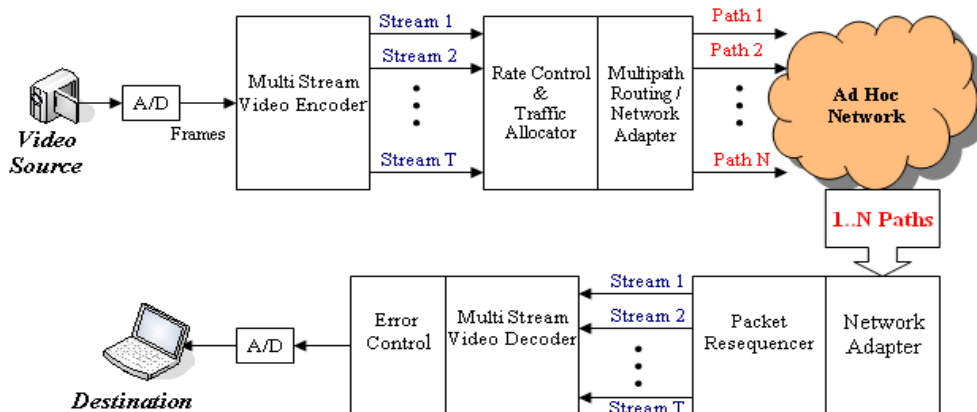 Stream 1
Path 1
Stream 2
Path 2
Multi Stream
Video Encoder
Rate Control
&
Traffic
Allocator
Multipath
Routing /
Network
Adapter
Ad Hoc
Network
A/D
Frames
Video
Source
Stream T
Path N
1..N Paths
Stream 1
Stream 2
Error
Control
Multi Stream
Video Decoder
Packet
Resequencer
Network
Adapter
A/D
Stream T
Destination